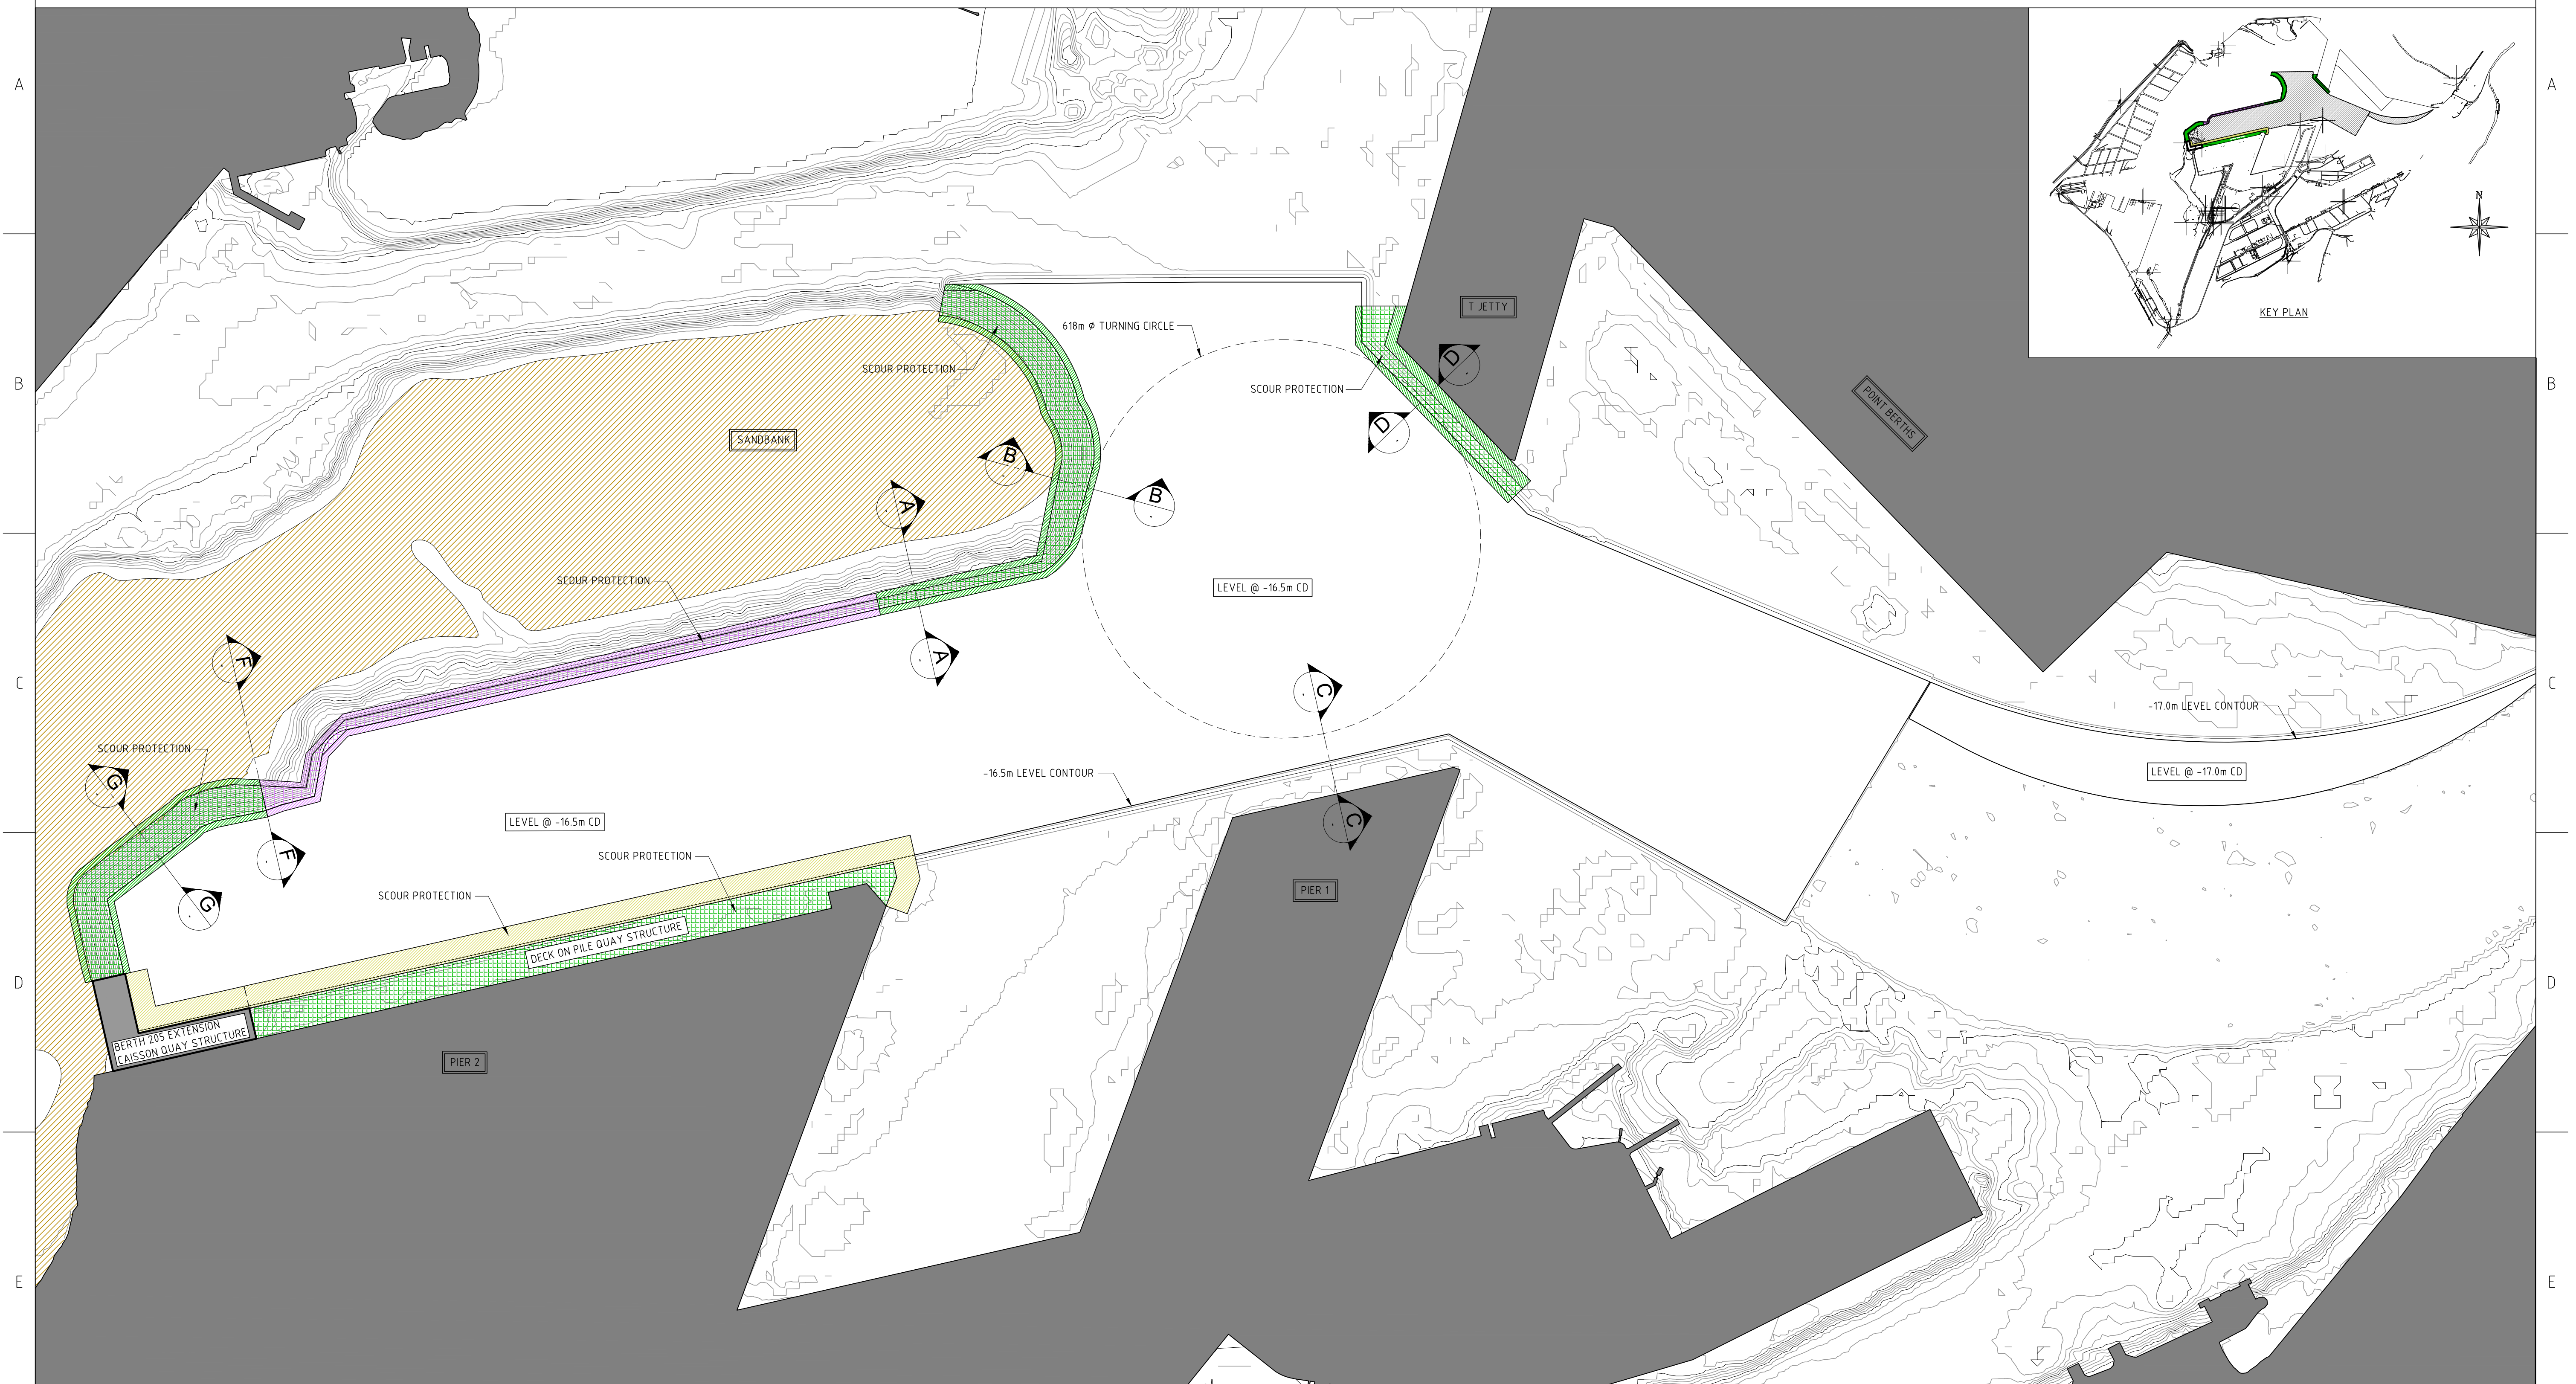 A
A
N
KEY PLAN
T JETTY
618m Ø TURNING CIRCLE
SCOUR PROTECTION
D
SCOUR PROTECTION
B
B
POINT BERTHS
D
SANDBANK
B
B
A
SCOUR PROTECTION
LEVEL @ -16.5m CD
F
A
C
C
C
-17.0m LEVEL CONTOUR
SCOUR PROTECTION
-16.5m LEVEL CONTOUR
LEVEL @ -17.0m CD
G
LEVEL @ -16.5m CD
C
F
SCOUR PROTECTION
PIER 1
SCOUR PROTECTION
G
DECK ON PILE QUAY STRUCTURE
D
D
BERTH 205 EXTENSION
CAISSON QUAY STRUCTURE
PIER 2
E
E